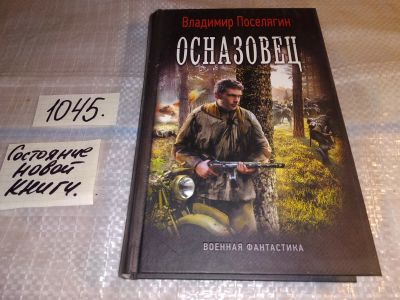 Владимир Поселягин
ОСНАЗОВЕЦ
1045.
Состояние
новой
книги.
ВОЕННАЯ ФАНТАСТИКА